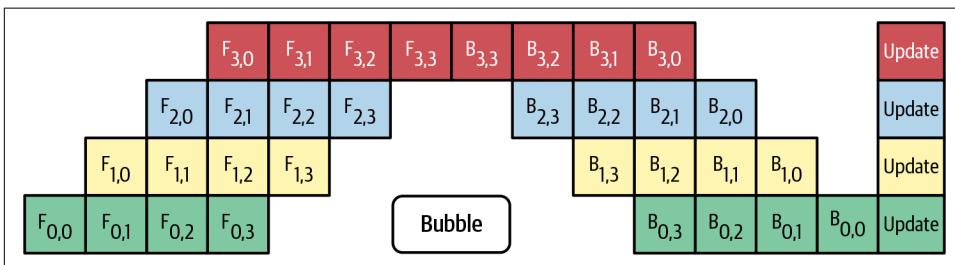 F3,0 F3,1 F3,2 F3,3 B3,3 B3,2 B3,1 B3,0 Update
F2,0 F2,1 F2,2 F2,3 B2,3 B2,2 B2,1 B2,0 Update
F1,0 F1,1 F1,2 F1,3 B1,3 B1,2 B1,1 B1,0 Update
F0,0 F0,1 F0,2 F0,3 Bubble B0,3 B0,2 B0,1 B0,0 Update